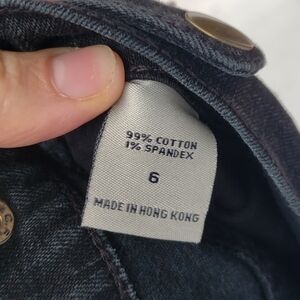 99% COTTON
1% SPANDEX
6
MADE IN HONG KONG